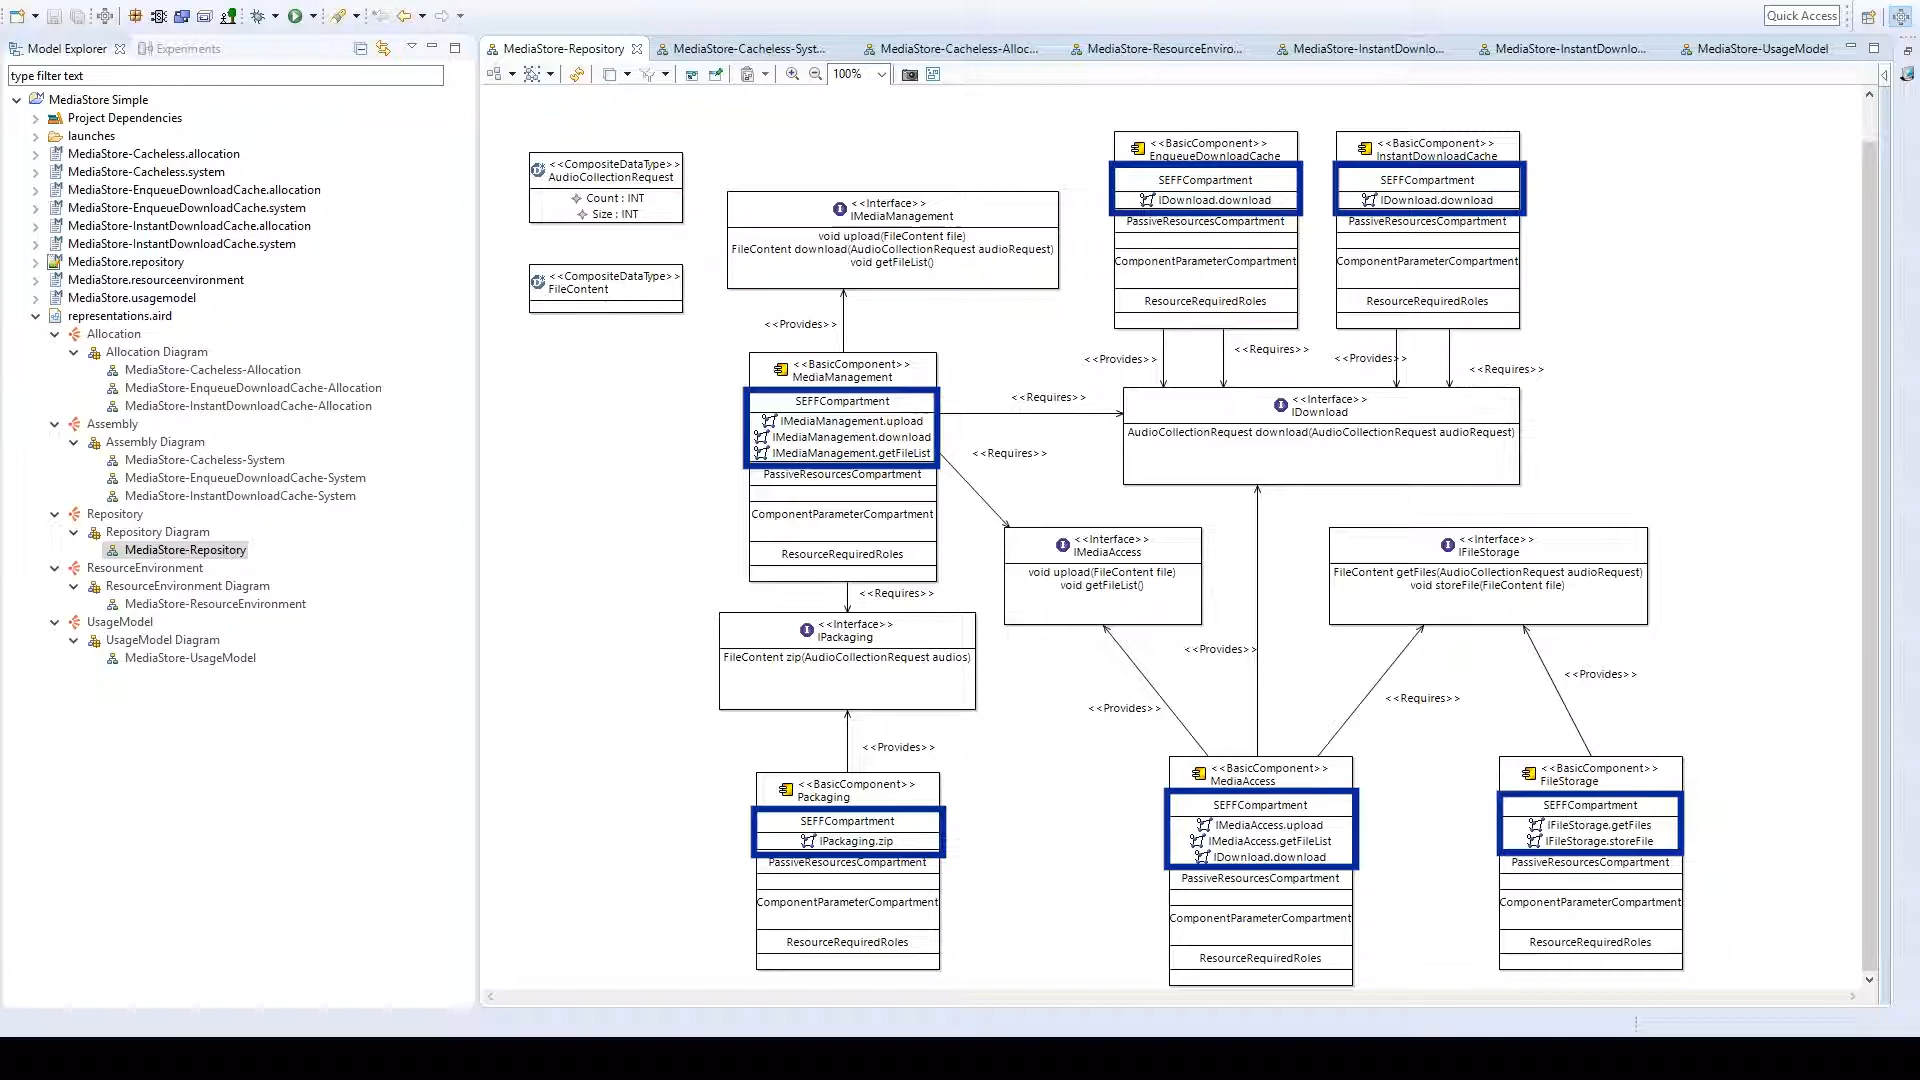 Quick Access
Model Explorer
Experiments
type filter text
MediaStore Simple
Project Dependencies
launches
MediaStore-Cacheless.allocation
MediaStore-Cacheless.system
MediaStore-EnqueueDownloadCache.allocation
MediaStore-EnqueueDownloadCache.system
MediaStore-InstantDownloadCache.allocation
MediaStore-InstantDownloadCache.system
MediaStore.repository
MediaStore.resourceenvironment
MediaStore.usagemodel
representations.aird
Allocation
Allocation Diagram
MediaStore-Cacheless-Allocation
MediaStore-EnqueueDownloadCache-Allocation
MediaStore-InstantDownloadCache-Allocation
Assembly
Assembly Diagram
MediaStore-Cacheless-System
MediaStore-EnqueueDownloadCache-System
MediaStore-InstantDownloadCache-System
Repository
Repository Diagram
MediaStore-Repository
ResourceEnvironment
ResourceEnvironment Diagram
MediaStore-ResourceEnvironment
UsageModel
UsageModel Diagram
MediaStore-UsageModel
MediaStore-Repository
MediaStore-Cacheless-Syst...
MediaStore-Cacheless-Alloc...
MediaStore-ResourceEnviro...
MediaStore-InstantDownlo...
MediaStore-InstantDownlo...
MediaStore-UsageModel
100%
<<CompositeDataType>>
AudioCollectionRequest
Count : INT
Size : INT
<<CompositeDataType>>
FileContent
<<Interface>>
IMediaManagement
void upload(FileContent file)
FileContent download(AudioCollectionRequest audioRequest)
void getFileList()
<<BasicComponent>>
EnqueueDownloadCache
SEFFCompartment
IDownload.download
PassiveResourcesCompartment
ComponentParameterCompartment
ResourceRequiredRoles
<<BasicComponent>>
InstantDownloadCache
SEFFCompartment
IDownload.download
PassiveResourcesCompartment
ComponentParameterCompartment
ResourceRequiredRoles
<<Provides>>
<<Provides>>
<<Requires>>
<<Provides>>
<<Requires>>
<<BasicComponent>>
MediaManagement
SEFFCompartment
IMediaManagement.upload
IMediaManagement.download
IMediaManagement.getFileList
PassiveResourcesCompartment
ComponentParameterCompartment
ResourceRequiredRoles
<<Requires>>
<<Requires>>
<<Interface>>
IDownload
AudioCollectionRequest download(AudioCollectionRequest audioRequest)
<<Interface>>
IMediaAccess
void upload(FileContent file)
void getFileList()
<<Interface>>
IFileStorage
FileContent getFiles(AudioCollectionRequest audioRequest)
void storeFile(FileContent file)
<<Requires>>
<<Interface>>
IPackaging
FileContent zip(AudioCollectionRequest audios)
<<Provides>>
<<Provides>>
<<Provides>>
<<Requires>>
<<Provides>>
<<BasicComponent>>
Packaging
SEFFCompartment
IPackaging.zip
PassiveResourcesCompartment
ComponentParameterCompartment
ResourceRequiredRoles
<<BasicComponent>>
MediaAccess
SEFFCompartment
IMediaAccess.upload
IMediaAccess.getFileList
IDownload.download
PassiveResourcesCompartment
ComponentParameterCompartment
ResourceRequiredRoles
<<BasicComponent>>
FileStorage
SEFFCompartment
IFileStorage.getFiles
IFileStorage.storeFile
PassiveResourcesCompartment
ComponentParameterCompartment
ResourceRequiredRoles